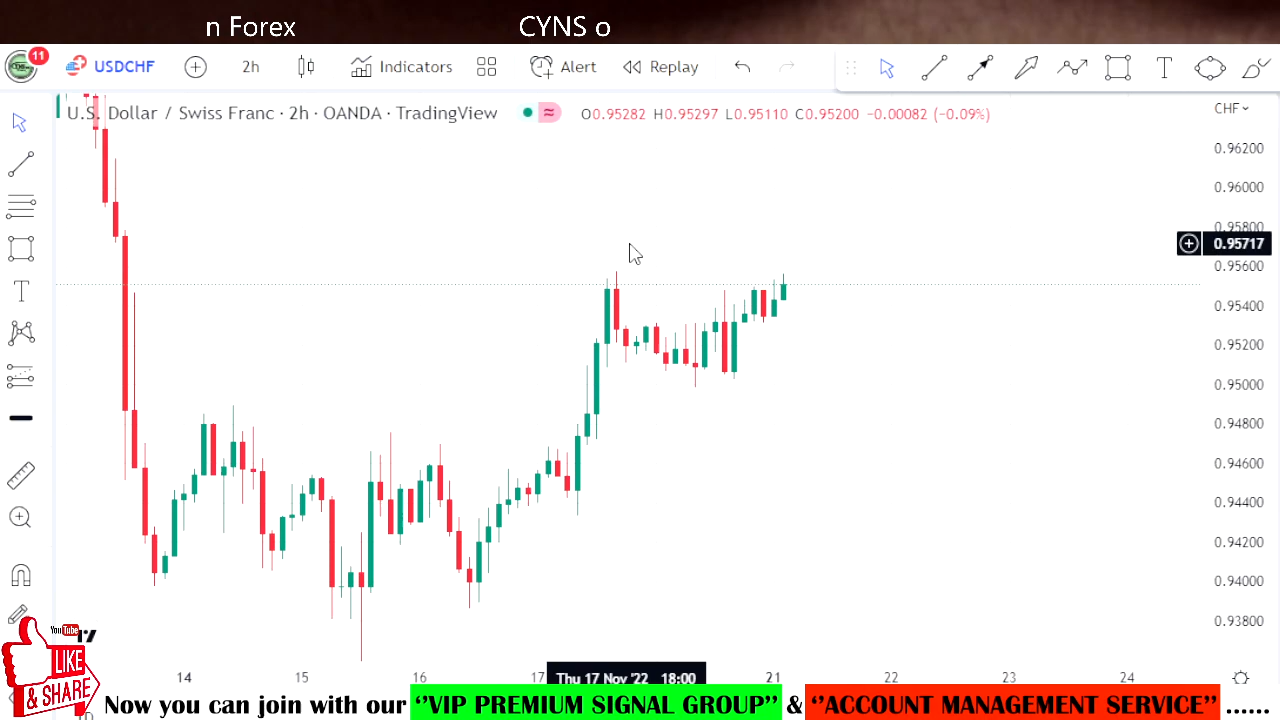 n Forex CYNS o
11 USDCHF 2h Indicators Alert Replay
U.S. Dollar / Swiss Franc · 2h · OANDA · TradingView ≈ O0.95282 H0.95297 L0.95110 C0.95200 -0.00082 (-0.09%) CHF
0.96200
0.96000
0.95800
0.95717
0.95600
0.95400
0.95200
0.95000
0.94800
0.94600
0.94400
0.94200
0.94000
0.93800
14 15 16 17 Thu 17 Nov '22 18:00 21 22 23 24
YouTube
LIKE
& SHARE
Now you can join with our ‘‘VIP PREMIUM SIGNAL GROUP’’ & ‘‘ACCOUNT MANAGEMENT SERVICE’’ ......